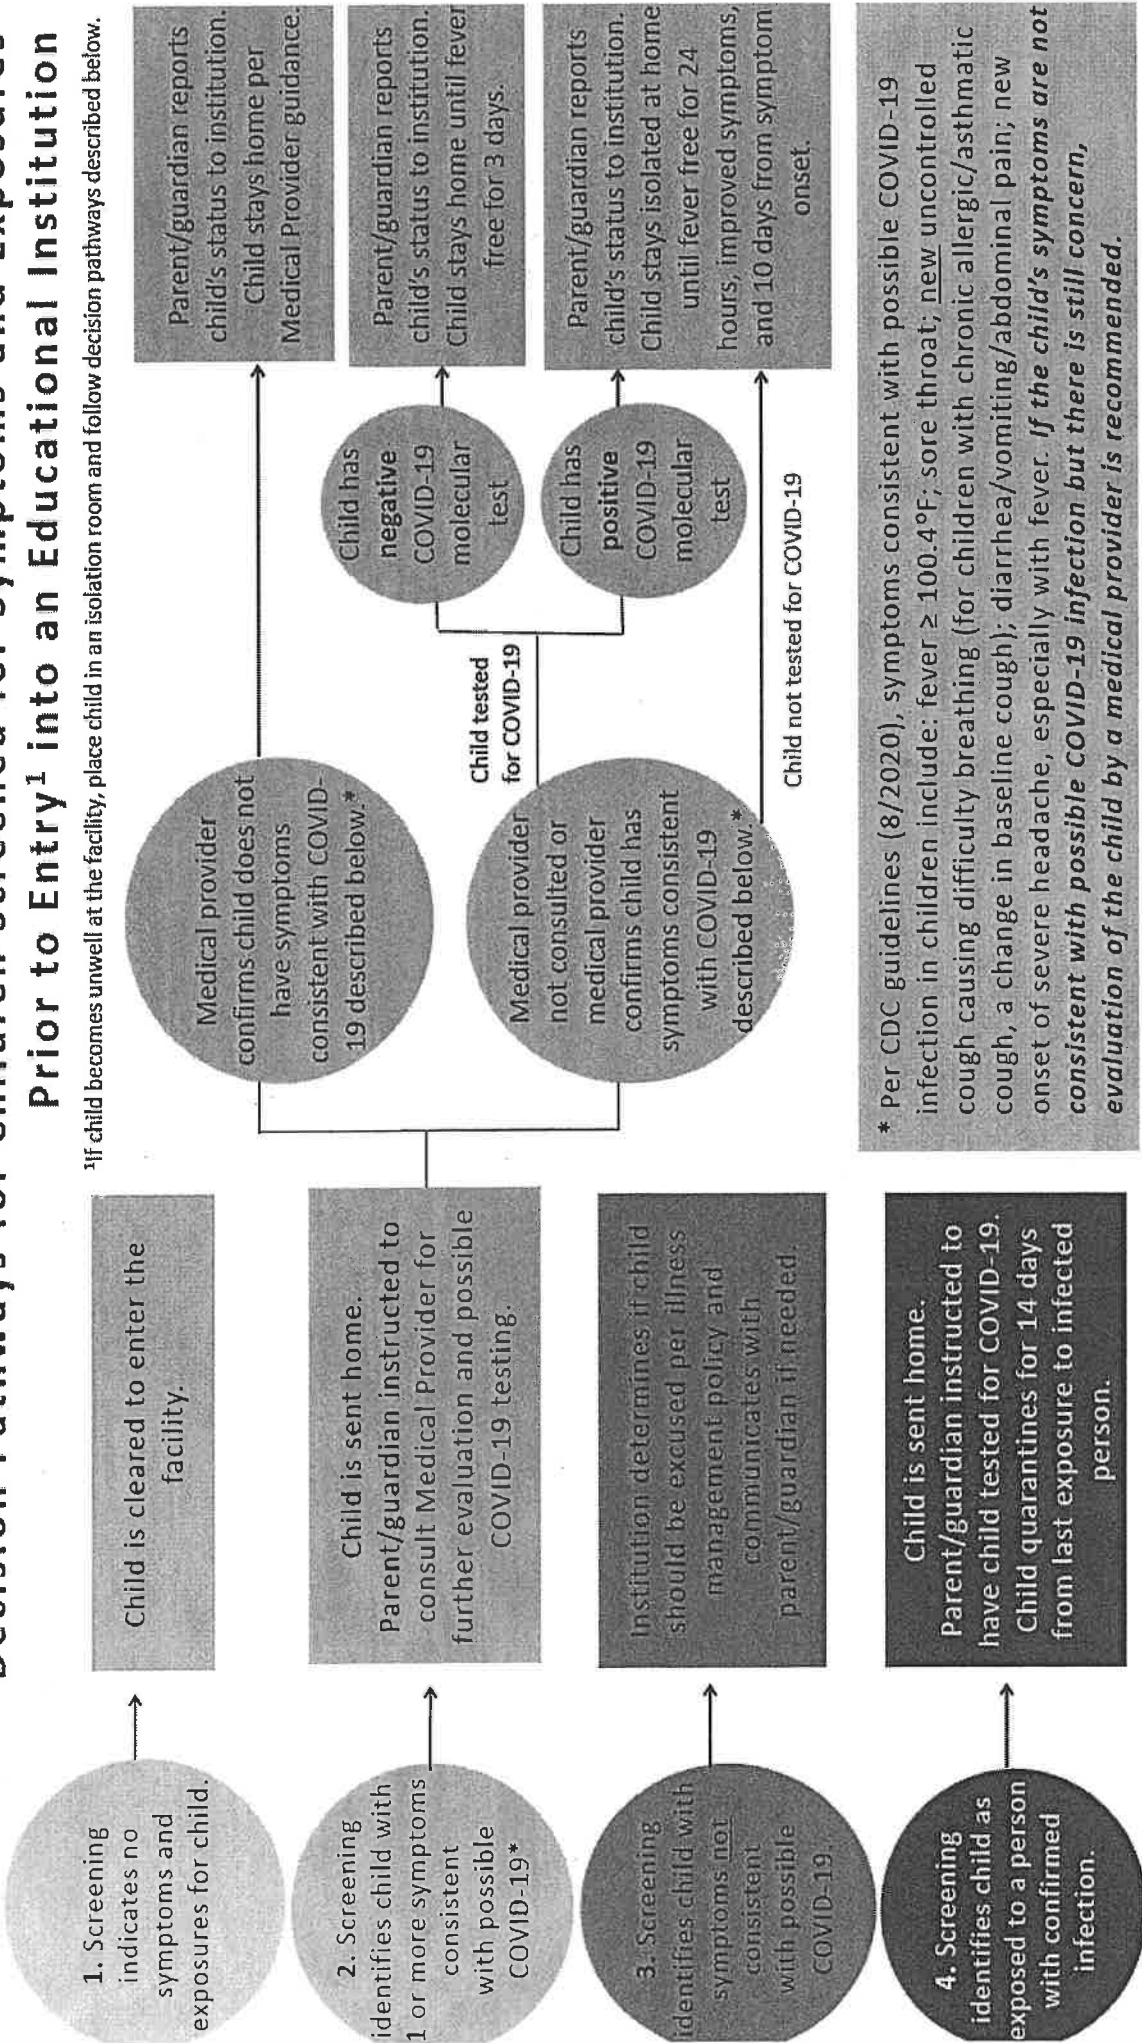 Decision Pathways for Children Screened for Symptoms and Exposures
Prior to Entry¹ into an Educational Institution
¹If child becomes unwell at the facility, place child in an isolation room and follow decision pathways described below.
1. Screening
indicates no
symptoms and
exposures for child.
Child is cleared to enter the
facility.
2. Screening
identifies child with
1 or more symptoms
consistent
with possible
COVID-19*
Child is sent home.
Parent/guardian instructed to
consult Medical Provider for
further evaluation and possible
COVID-19 testing.
Medical provider
confirms child does not
have symptoms
consistent with COVID-
19 described below.*
Parent/guardian reports
child's status to institution.
Child stays home per
Medical Provider guidance.
Medical provider
not consulted or
medical provider
confirms child has
symptoms consistent
with COVID-19
described below.*
Child tested
for COVID-19
Child has
negative
COVID-19
molecular
test
Parent/guardian reports
child's status to institution.
Child stays home until fever
free for 3 days.
Child has
positive
COVID-19
molecular
test
Parent/guardian reports
child's status to institution.
Child stays isolated at home
until fever free for 24
hours, improved symptoms,
and 10 days from symptom
onset.
Child not tested for COVID-19
3. Screening
identifies child with
symptoms not
consistent
with possible
COVID-19.
Institution determines if child
should be excused per illness
management policy and
communicates with
parent/guardian if needed.
4. Screening
identifies child as
exposed to a person
with confirmed
infection.
Child is sent home.
Parent/guardian instructed to
have child tested for COVID-19.
Child quarantines for 14 days
from last exposure to infected
person.
* Per CDC guidelines (8/2020), symptoms consistent with possible COVID-19
infection in children include: fever ≥ 100.4°F; sore throat; new uncontrolled
cough causing difficulty breathing (for children with chronic allergic/asthmatic
cough, a change in baseline cough); diarrhea/vomiting/abdominal pain; new
onset of severe headache, especially with fever. If the child's symptoms are not
consistent with possible COVID-19 infection but there is still concern,
evaluation of the child by a medical provider is recommended.